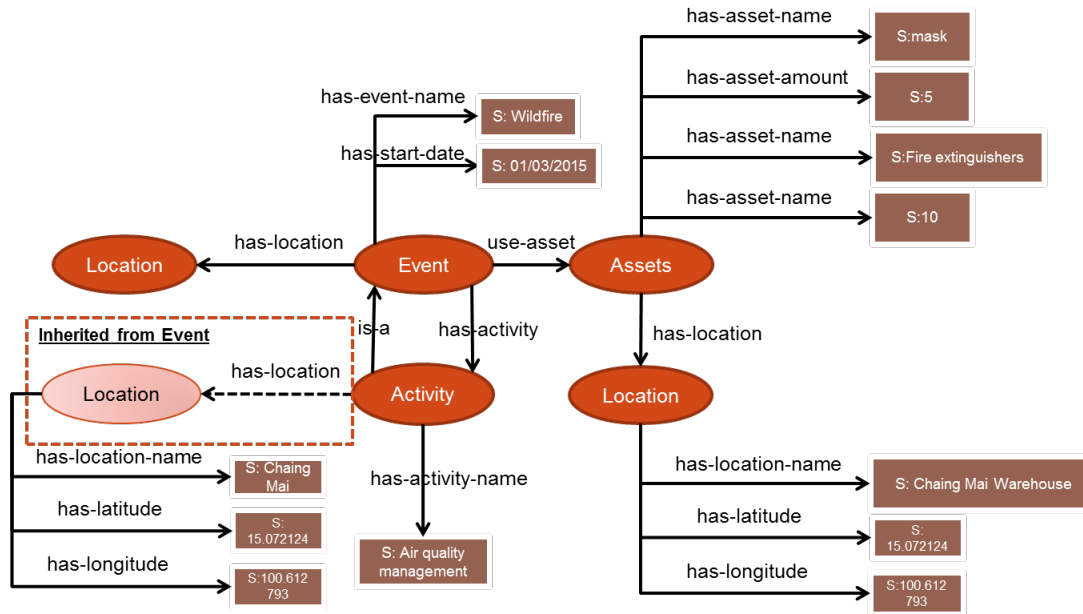 has-asset-name
S:mask
has-asset-amount
S:5
has-event-name
S: Wildfire
has-asset-name
S:Fire extinguishers
has-start-date
S: 01/03/2015
has-asset-name
S:10
has-location
use-asset
Location
Event
Assets
Inherited from Event
is-a
has-activity
has-location
has-location
Location
Activity
Location
has-location-name
S: Chaing
Mai
has-activity-name
has-location-name
S: Chaing Mai Warehouse
has-latitude
S:
15.072124
has-latitude
S:
15.072124
S: Air quality
management
has-longitude
S:100.612
793
has-longitude
S:100.612
793